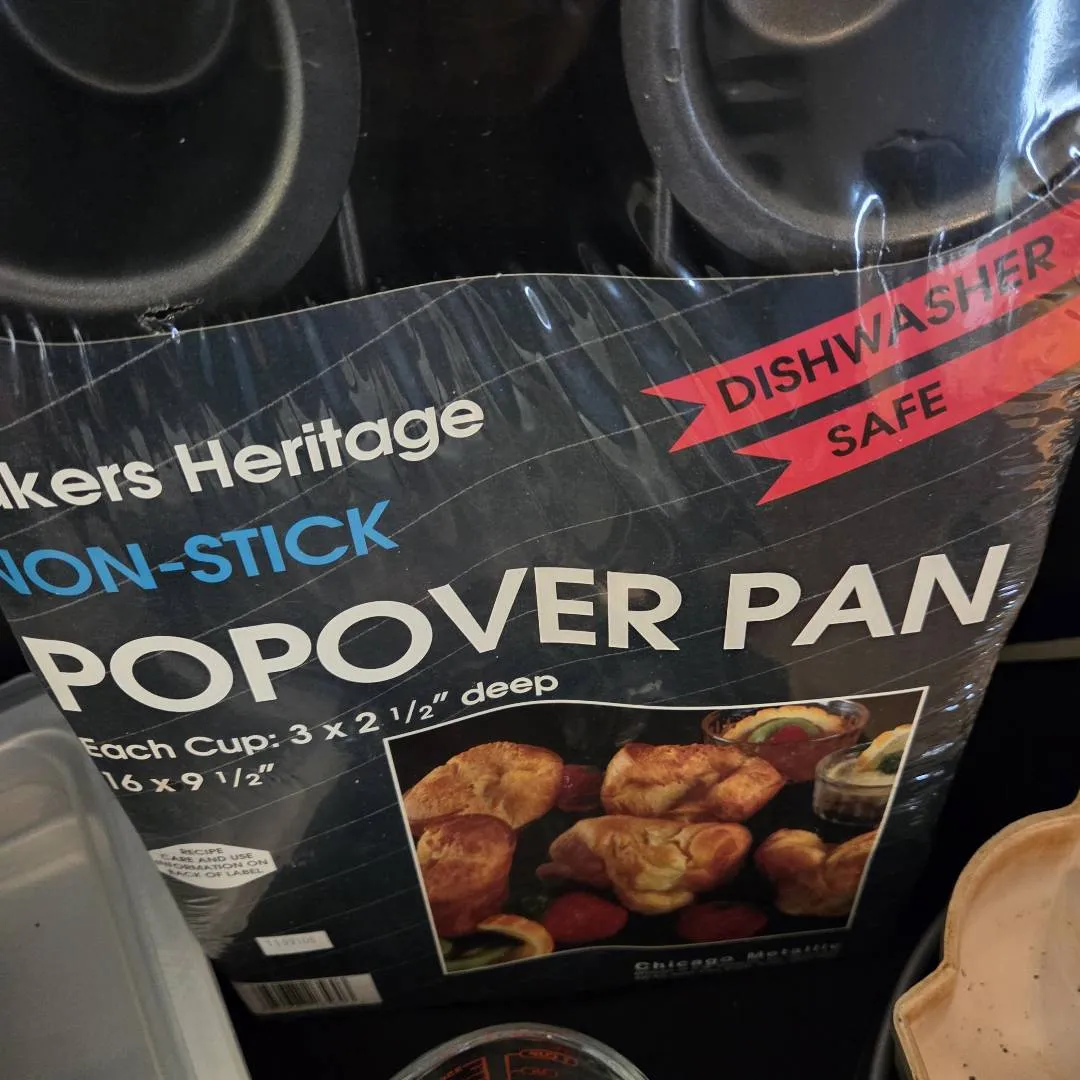 DISHWASHER
SAFE
akers Heritage
NON-STICK
POPOVER PAN
Each Cup: 3 x 2 1/2" deep
16 x 9 1/2"
RECIPE
CARE AND USE
INFORMATION ON
BACK OF LABEL
Chicago Metallic